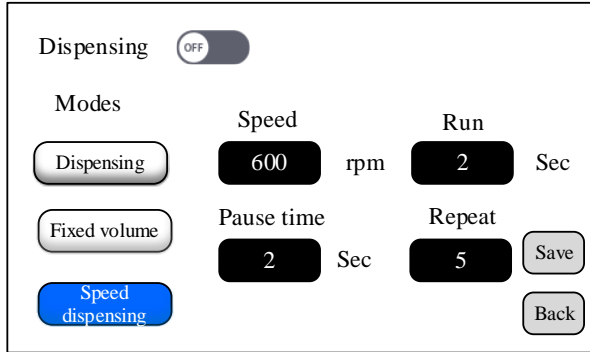 Dispensing OFF
Modes
Speed Run
Dispensing 600 rpm 2 Sec
Fixed volume Pause time Repeat
2 Sec 5 Save
Speed
dispensing Back